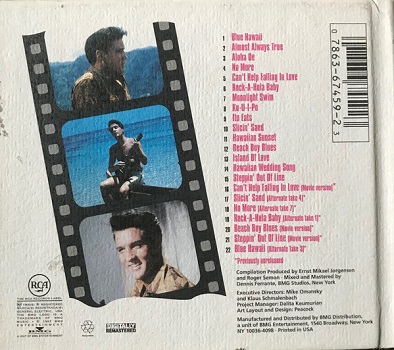 1 Blue Hawaii
2 Almost Always True
3 Aloha Oe
4 No More
5 Can't Help Falling In Love
6 Rock-A-Hula Baby
7 Moonlight Swim
8 Ku-U-I-Po
9 Ito Eats
10 Slicin' Sand
11 Hawaiian Sunset
12 Beach Boy Blues
13 Island Of Love
14 Hawaiian Wedding Song
15 Steppin' Out Of Line
16 Can't Help Falling In Love (Movie version)*
17 Slicin' Sand (Alternate take 4)*
18 No More (Alternate take 7)*
19 Rock-A-Hula Baby (Alternate take 1)*
20 Beach Boy Blues (Movie version)*
21 Steppin' Out Of Line (Movie version)*
22 Blue Hawaii (Alternate take 3)*
*Previously unreleased
Compilation Produced by Ernst Mikael Jorgensen
and Roger Semon - Mixed and Mastered by
Dennis Ferrante, BMG Studios, New York
Executive Directors: Mike Omansky
and Klaus Schmalenbach
Project Manager: Dalita Keumurian
Art Layout and Design: Peacock
Manufactured and Distributed by BMG Distribution,
a unit of BMG Entertainment, 1540 Broadway, New York,
NY 10036-4098 - Printed in USA
0 7863-67459-2 3
RCA
BMG
DIGITALLY
REMASTERED